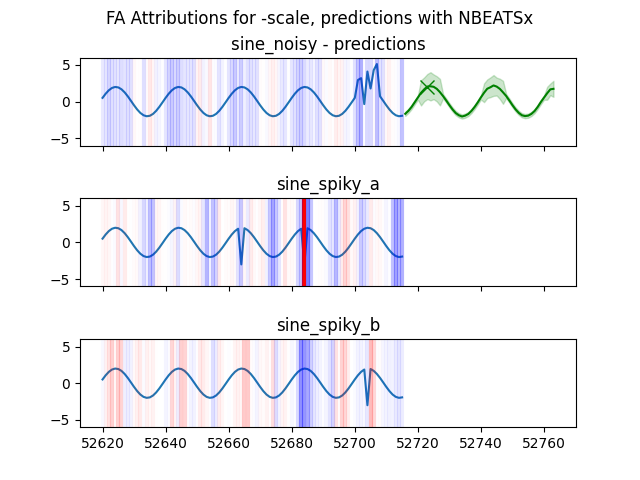 FA Attributions for -scale, predictions with NBEATSx
sine_noisy - predictions
5
0
−5
sine_spiky_a
5
0
−5
sine_spiky_b
5
0
−5
52620 52640 52660 52680 52700 52720 52740 52760